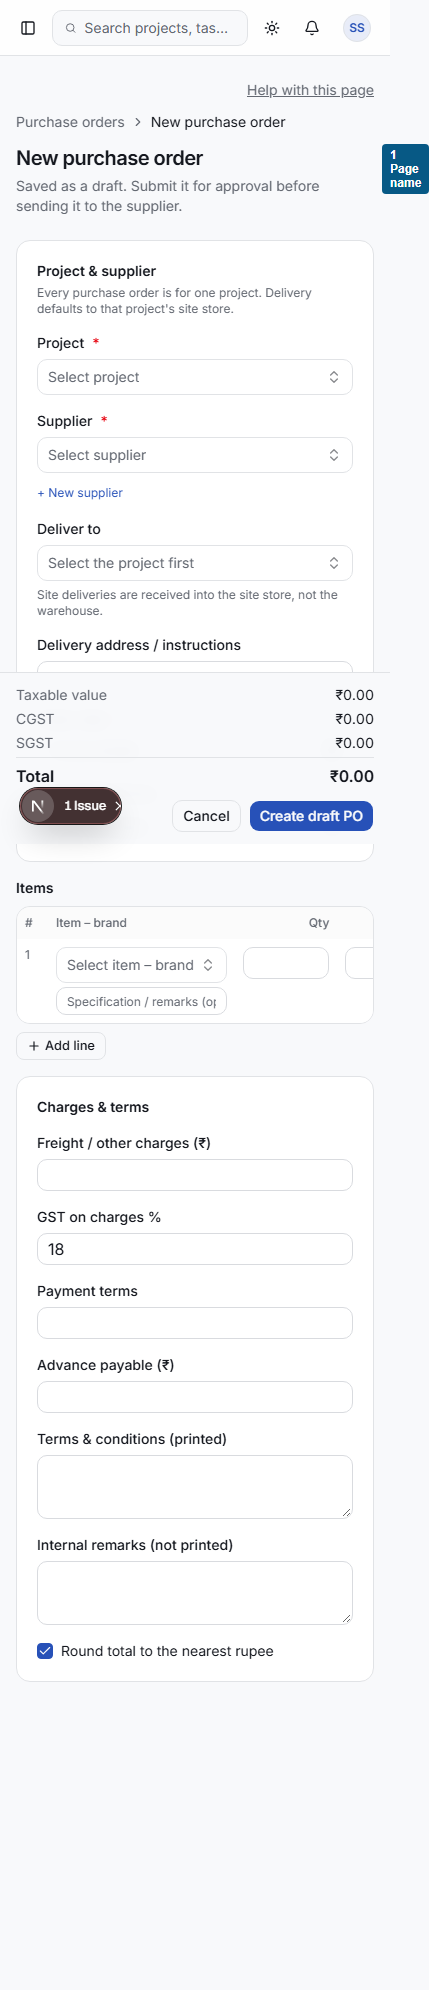 Search projects, tas...
SS
Help with this page
Purchase orders > New purchase order
New purchase order
1
Page
name
Saved as a draft. Submit it for approval before
sending it to the supplier.
Project & supplier
Every purchase order is for one project. Delivery
defaults to that project's site store.
Project *
Select project
Supplier *
Select supplier
+ New supplier
Deliver to
Select the project first
Site deliveries are received into the site store, not the
warehouse.
Delivery address / instructions
Taxable value ₹0.00
CGST ₹0.00
SGST ₹0.00
Total ₹0.00
N 1 Issue
Cancel
Create draft PO
Items
# Item – brand Qty
1 Select item – brand
Specification / remarks (o
+ Add line
Charges & terms
Freight / other charges (₹)
GST on charges %
18
Payment terms
Advance payable (₹)
Terms & conditions (printed)
Internal remarks (not printed)
Round total to the nearest rupee